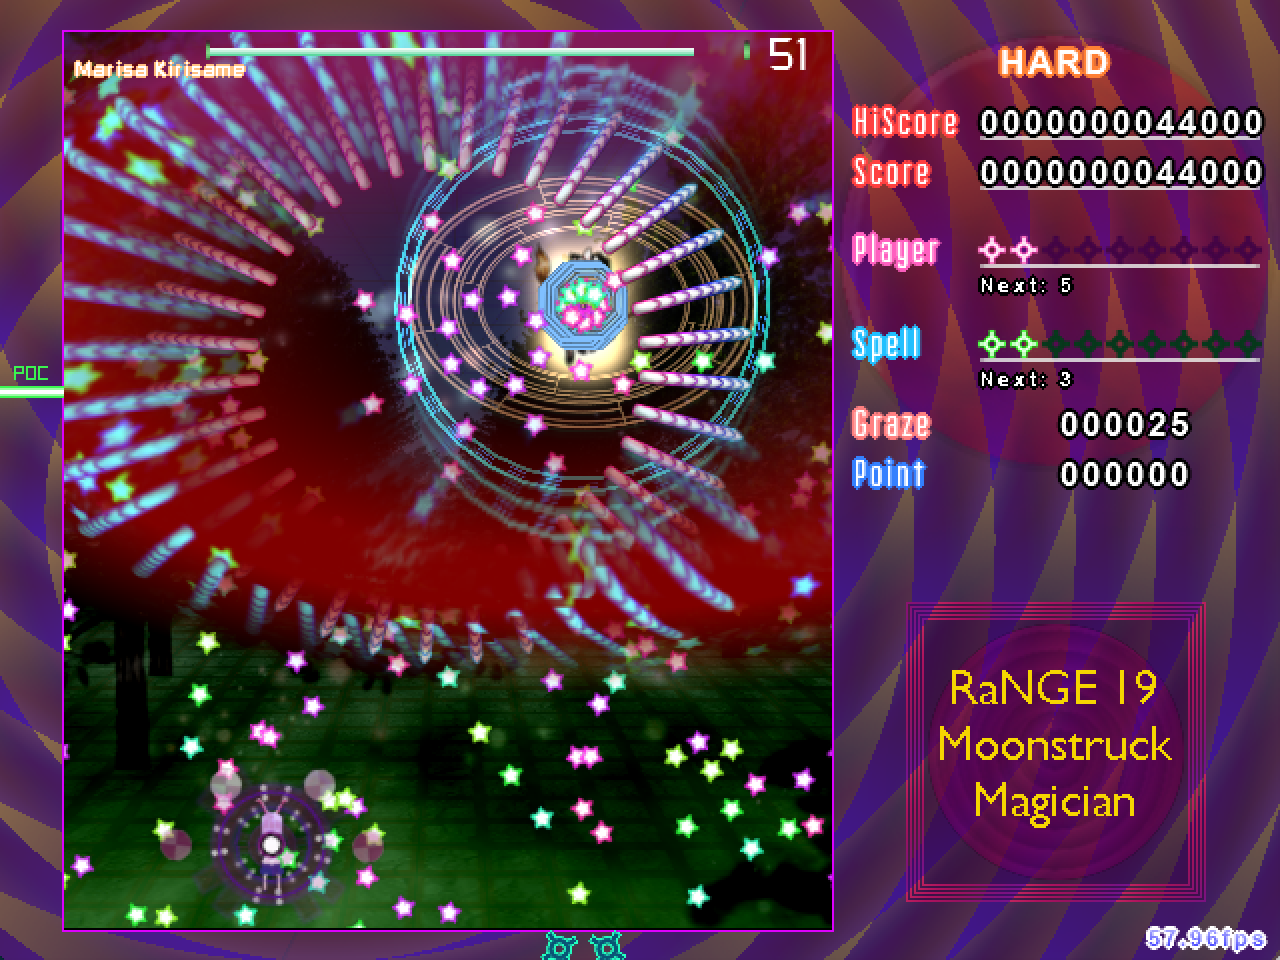 Marisa Kirisame
51
HARD
HiScore 0000000044000
Score 0000000044000
Player
Next: 5
Spell
Next: 3
Graze 000025
Point 000000
POC
RaNGE 19
Moonstruck
Magician
57.96fps